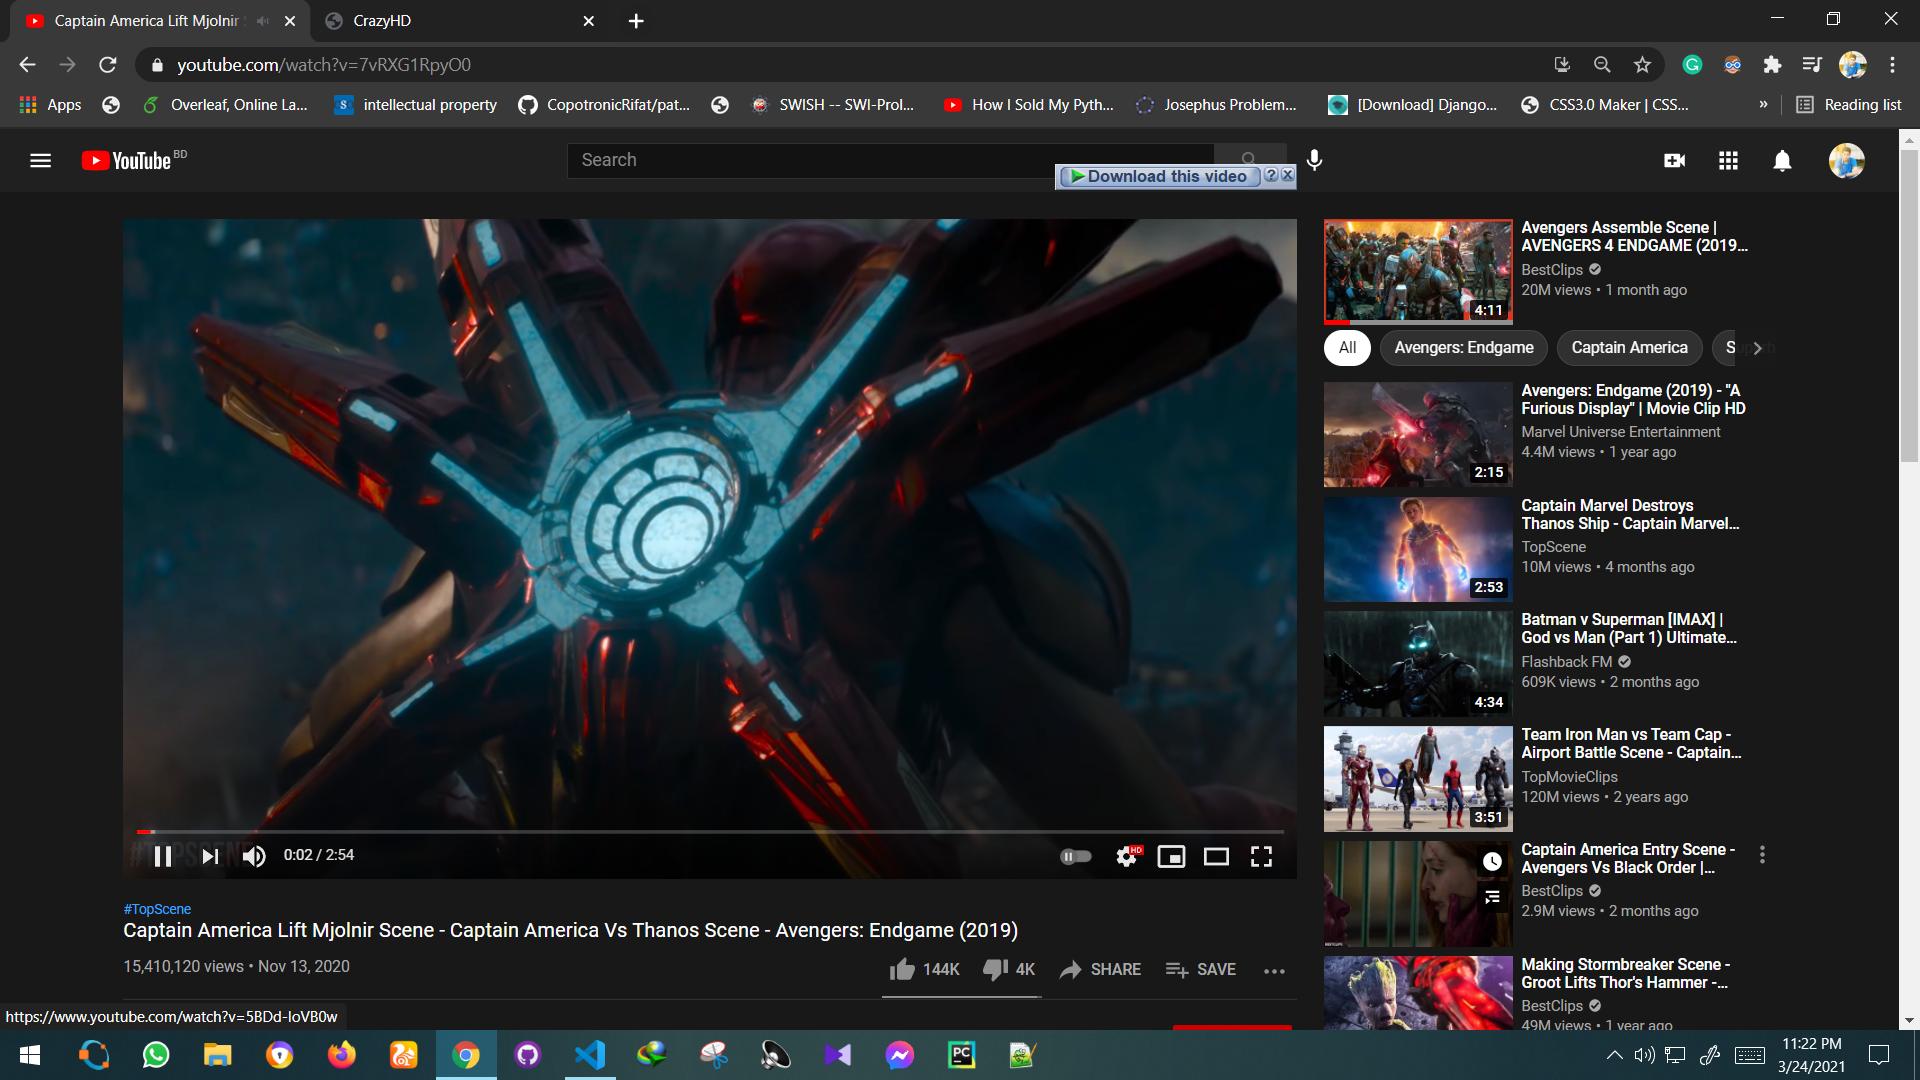 Captain America Lift Mjolnir
CrazyHD
youtube.com/watch?v=7vRXG1RpyO0
Apps
Overleaf, Online La...
S
intellectual property
CopotronicRifat/pat...
SWISH -- SWI-Prol...
How I Sold My Pyth...
Josephus Problem...
[Download] Django...
CSS3.0 Maker | CSS...
»
Reading list
YouTube BD
Search
Download this video
?
#TopScene
0:02 / 2:54
HD
#TopScene
Captain America Lift Mjolnir Scene - Captain America Vs Thanos Scene - Avengers: Endgame (2019)
15,410,120 views • Nov 13, 2020
144K
4K
SHARE
SAVE
4:11
Avengers Assemble Scene |
AVENGERS 4 ENDGAME (2019...
BestClips
20M views • 1 month ago
All
Avengers: Endgame
Captain America
2:15
Avengers: Endgame (2019) - "A
Furious Display" | Movie Clip HD
Marvel Universe Entertainment
4.4M views • 1 year ago
2:53
Captain Marvel Destroys
Thanos Ship - Captain Marvel...
TopScene
10M views • 4 months ago
4:34
Batman v Superman [IMAX] |
God vs Man (Part 1) Ultimate...
Flashback FM
609K views • 2 months ago
3:51
Team Iron Man vs Team Cap -
Airport Battle Scene - Captain...
TopMovieClips
120M views • 2 years ago
Captain America Entry Scene -
Avengers Vs Black Order |...
BestClips
2.9M views • 2 months ago
Making Stormbreaker Scene -
Groot Lifts Thor's Hammer -...
BestClips
49M views • 1 year ago
https://www.youtube.com/watch?v=5BDd-IoVB0w
PC
11:22 PM
3/24/2021